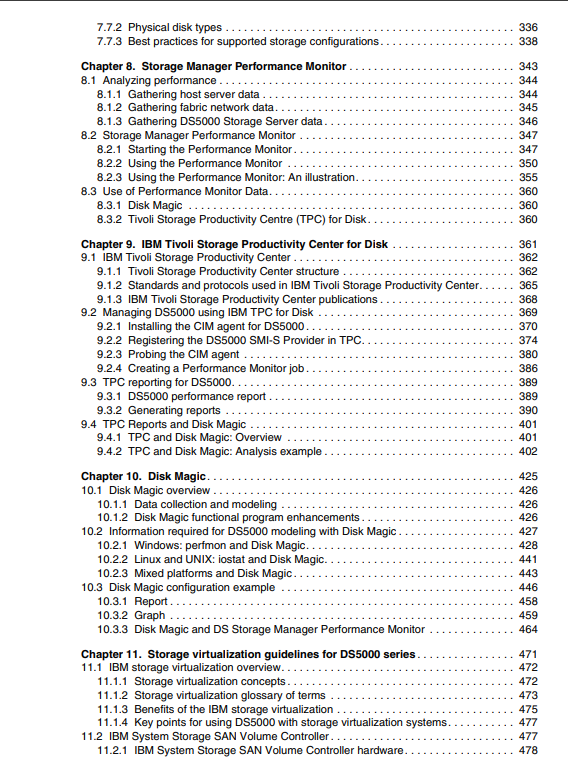 7.7.2 Physical disk types . . . . . . . . . . . . . . . . . . . . . . . . . . . . . . . . . . . . . . . . . . . . . . . 336
7.7.3 Best practices for supported storage configurations . . . . . . . . . . . . . . . . . . . . . . 338
Chapter 8. Storage Manager Performance Monitor . . . . . . . . . . . . . . . . . . . . . . . . . . . 343
8.1 Analyzing performance . . . . . . . . . . . . . . . . . . . . . . . . . . . . . . . . . . . . . . . . . . . . . . . . 344
8.1.1 Gathering host server data . . . . . . . . . . . . . . . . . . . . . . . . . . . . . . . . . . . . . . . . . 344
8.1.2 Gathering fabric network data. . . . . . . . . . . . . . . . . . . . . . . . . . . . . . . . . . . . . . . 345
8.1.3 Gathering DS5000 Storage Server data . . . . . . . . . . . . . . . . . . . . . . . . . . . . . . . 346
8.2 Storage Manager Performance Monitor . . . . . . . . . . . . . . . . . . . . . . . . . . . . . . . . . . . 347
8.2.1 Starting the Performance Monitor . . . . . . . . . . . . . . . . . . . . . . . . . . . . . . . . . . . . 347
8.2.2 Using the Performance Monitor . . . . . . . . . . . . . . . . . . . . . . . . . . . . . . . . . . . . . 350
8.2.3 Using the Performance Monitor: An illustration. . . . . . . . . . . . . . . . . . . . . . . . . . 355
8.3 Use of Performance Monitor Data. . . . . . . . . . . . . . . . . . . . . . . . . . . . . . . . . . . . . . . . 360
8.3.1 Disk Magic . . . . . . . . . . . . . . . . . . . . . . . . . . . . . . . . . . . . . . . . . . . . . . . . . . . . . 360
8.3.2 Tivoli Storage Productivity Centre (TPC) for Disk . . . . . . . . . . . . . . . . . . . . . . . . 360
Chapter 9. IBM Tivoli Storage Productivity Center for Disk . . . . . . . . . . . . . . . . . . . . 361
9.1 IBM Tivoli Storage Productivity Center . . . . . . . . . . . . . . . . . . . . . . . . . . . . . . . . . . . . 362
9.1.1 Tivoli Storage Productivity Center structure . . . . . . . . . . . . . . . . . . . . . . . . . . . . 362
9.1.2 Standards and protocols used in IBM Tivoli Storage Productivity Center. . . . . . 365
9.1.3 IBM Tivoli Storage Productivity Center publications . . . . . . . . . . . . . . . . . . . . . . 368
9.2 Managing DS5000 using IBM TPC for Disk . . . . . . . . . . . . . . . . . . . . . . . . . . . . . . . . 369
9.2.1 Installing the CIM agent for DS5000 . . . . . . . . . . . . . . . . . . . . . . . . . . . . . . . . . . 370
9.2.2 Registering the DS5000 SMI-S Provider in TPC. . . . . . . . . . . . . . . . . . . . . . . . . 374
9.2.3 Probing the CIM agent . . . . . . . . . . . . . . . . . . . . . . . . . . . . . . . . . . . . . . . . . . . . 380
9.2.4 Creating a Performance Monitor job . . . . . . . . . . . . . . . . . . . . . . . . . . . . . . . . . . 386
9.3 TPC reporting for DS5000. . . . . . . . . . . . . . . . . . . . . . . . . . . . . . . . . . . . . . . . . . . . . . 389
9.3.1 DS5000 performance report . . . . . . . . . . . . . . . . . . . . . . . . . . . . . . . . . . . . . . . . 389
9.3.2 Generating reports . . . . . . . . . . . . . . . . . . . . . . . . . . . . . . . . . . . . . . . . . . . . . . . 390
9.4 TPC Reports and Disk Magic . . . . . . . . . . . . . . . . . . . . . . . . . . . . . . . . . . . . . . . . . . . 401
9.4.1 TPC and Disk Magic: Overview . . . . . . . . . . . . . . . . . . . . . . . . . . . . . . . . . . . . . 401
9.4.2 TPC and Disk Magic: Analysis example . . . . . . . . . . . . . . . . . . . . . . . . . . . . . . . 402
Chapter 10. Disk Magic. . . . . . . . . . . . . . . . . . . . . . . . . . . . . . . . . . . . . . . . . . . . . . . . . . 425
10.1 Disk Magic overview . . . . . . . . . . . . . . . . . . . . . . . . . . . . . . . . . . . . . . . . . . . . . . . . . 426
10.1.1 Data collection and modeling . . . . . . . . . . . . . . . . . . . . . . . . . . . . . . . . . . . . . . 426
10.1.2 Disk Magic functional program enhancements . . . . . . . . . . . . . . . . . . . . . . . . . 426
10.2 Information required for DS5000 modeling with Disk Magic . . . . . . . . . . . . . . . . . . . 427
10.2.1 Windows: perfmon and Disk Magic. . . . . . . . . . . . . . . . . . . . . . . . . . . . . . . . . . 428
10.2.2 Linux and UNIX: iostat and Disk Magic. . . . . . . . . . . . . . . . . . . . . . . . . . . . . . . 441
10.2.3 Mixed platforms and Disk Magic . . . . . . . . . . . . . . . . . . . . . . . . . . . . . . . . . . . . 443
10.3 Disk Magic configuration example . . . . . . . . . . . . . . . . . . . . . . . . . . . . . . . . . . . . . . 446
10.3.1 Report . . . . . . . . . . . . . . . . . . . . . . . . . . . . . . . . . . . . . . . . . . . . . . . . . . . . . . . . 458
10.3.2 Graph . . . . . . . . . . . . . . . . . . . . . . . . . . . . . . . . . . . . . . . . . . . . . . . . . . . . . . . . 459
10.3.3 Disk Magic and DS Storage Manager Performance Monitor . . . . . . . . . . . . . . 464
Chapter 11. Storage virtualization guidelines for DS5000 series . . . . . . . . . . . . . . . . 471
11.1 IBM storage virtualization overview. . . . . . . . . . . . . . . . . . . . . . . . . . . . . . . . . . . . . . 472
11.1.1 Storage virtualization concepts . . . . . . . . . . . . . . . . . . . . . . . . . . . . . . . . . . . . . 472
11.1.2 Storage virtualization glossary of terms . . . . . . . . . . . . . . . . . . . . . . . . . . . . . . 473
11.1.3 Benefits of the IBM storage virtualization . . . . . . . . . . . . . . . . . . . . . . . . . . . . . 475
11.1.4 Key points for using DS5000 with storage virtualization systems. . . . . . . . . . . 477
11.2 IBM System Storage SAN Volume Controller . . . . . . . . . . . . . . . . . . . . . . . . . . . . . . 477
11.2.1 IBM System Storage SAN Volume Controller hardware. . . . . . . . . . . . . . . . . . 478